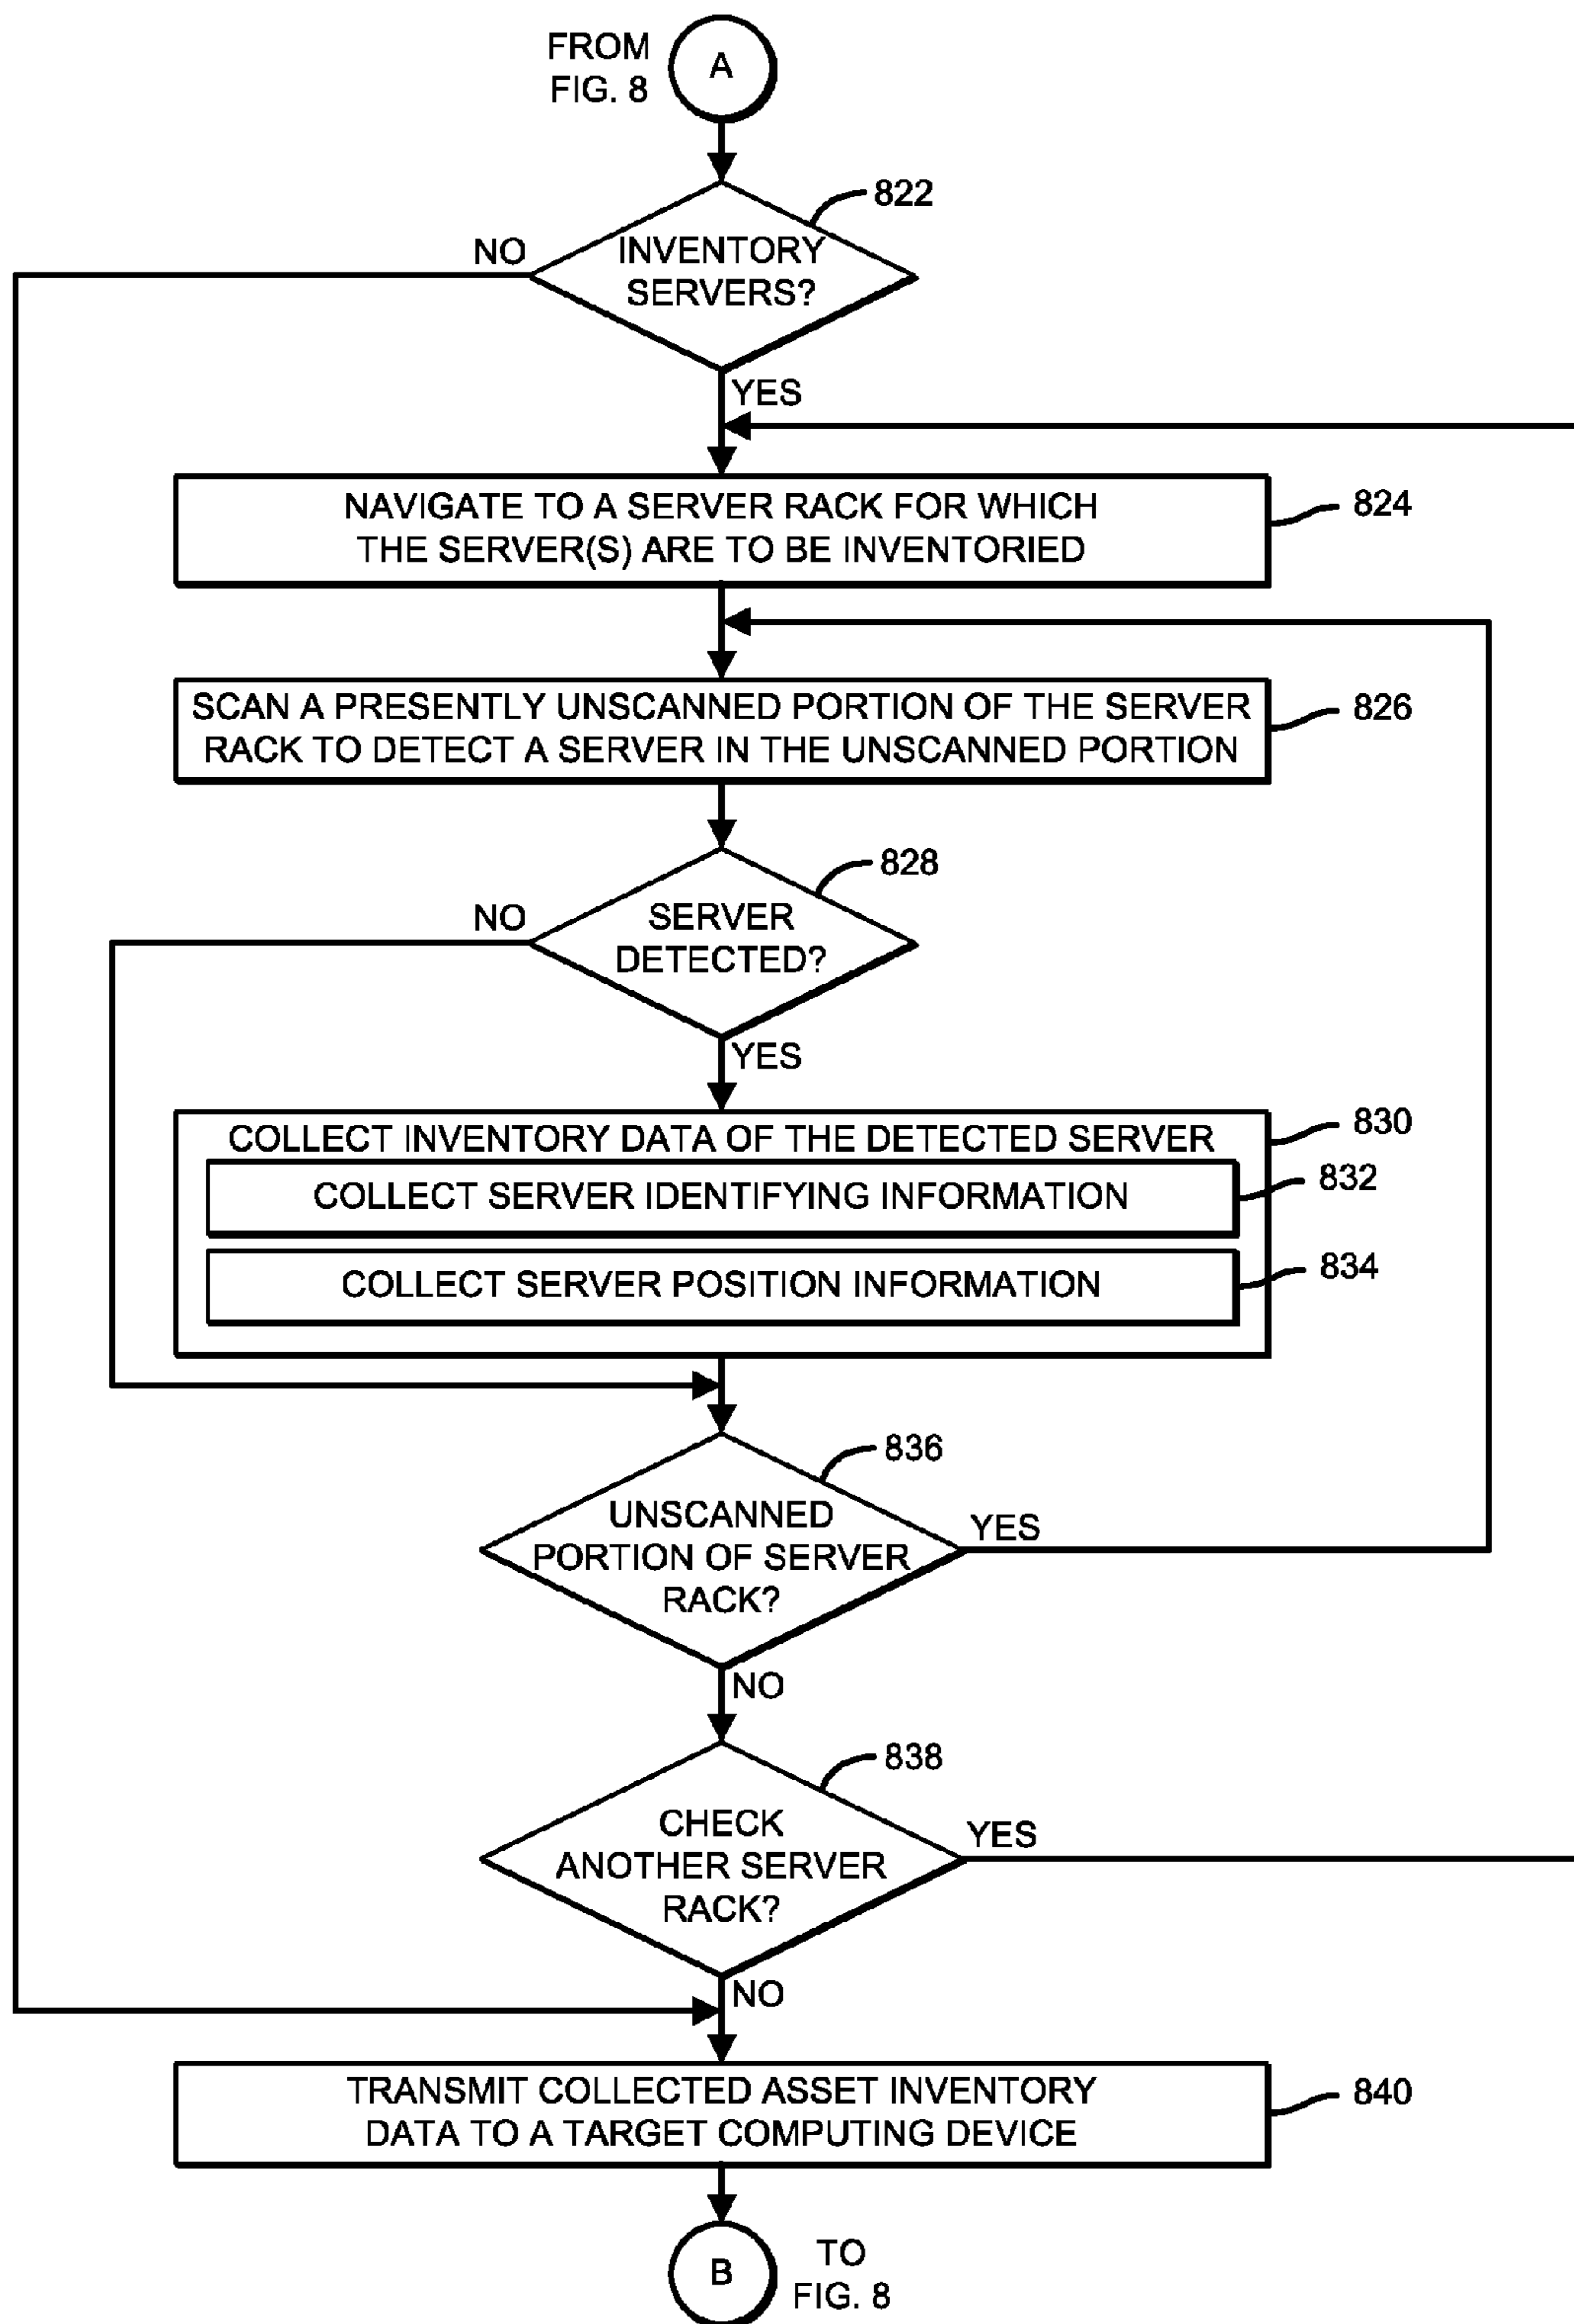 FROM
FIG. 8
A
822
NO
INVENTORY
SERVERS?
YES
NAVIGATE TO A SERVER RACK FOR WHICH
THE SERVER(S) ARE TO BE INVENTORIED
824
SCAN A PRESENTLY UNSCANNED PORTION OF THE SERVER
RACK TO DETECT A SERVER IN THE UNSCANNED PORTION
826
828
NO
SERVER
DETECTED?
YES
COLLECT INVENTORY DATA OF THE DETECTED SERVER
830
COLLECT SERVER IDENTIFYING INFORMATION
832
COLLECT SERVER POSITION INFORMATION
834
836
UNSCANNED
PORTION OF SERVER
RACK?
YES
NO
838
CHECK
ANOTHER SERVER
RACK?
YES
NO
TRANSMIT COLLECTED ASSET INVENTORY
DATA TO A TARGET COMPUTING DEVICE
840
B
TO
FIG. 8